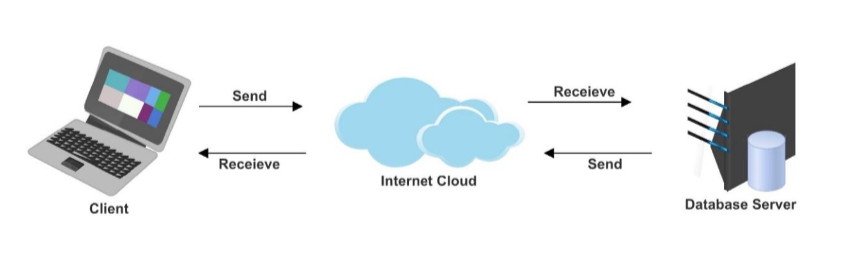 Send
Receieve
Receieve
Send
Internet Cloud
Client
Database Server